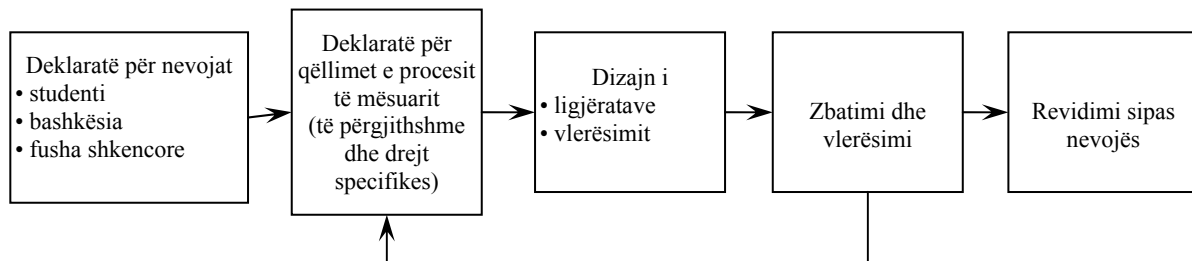 Deklaratë për nevojat
• studenti
• bashkësia
• fusha shkencore
Deklaratë për
qëllimet e procesit
të mësuarit
(të përgjithshme
dhe drejt
specifikes)
Dizajn i
• ligjëratave
• vlerësimit
Zbatimi dhe
vlerësimi
Revidimi sipas
nevojës